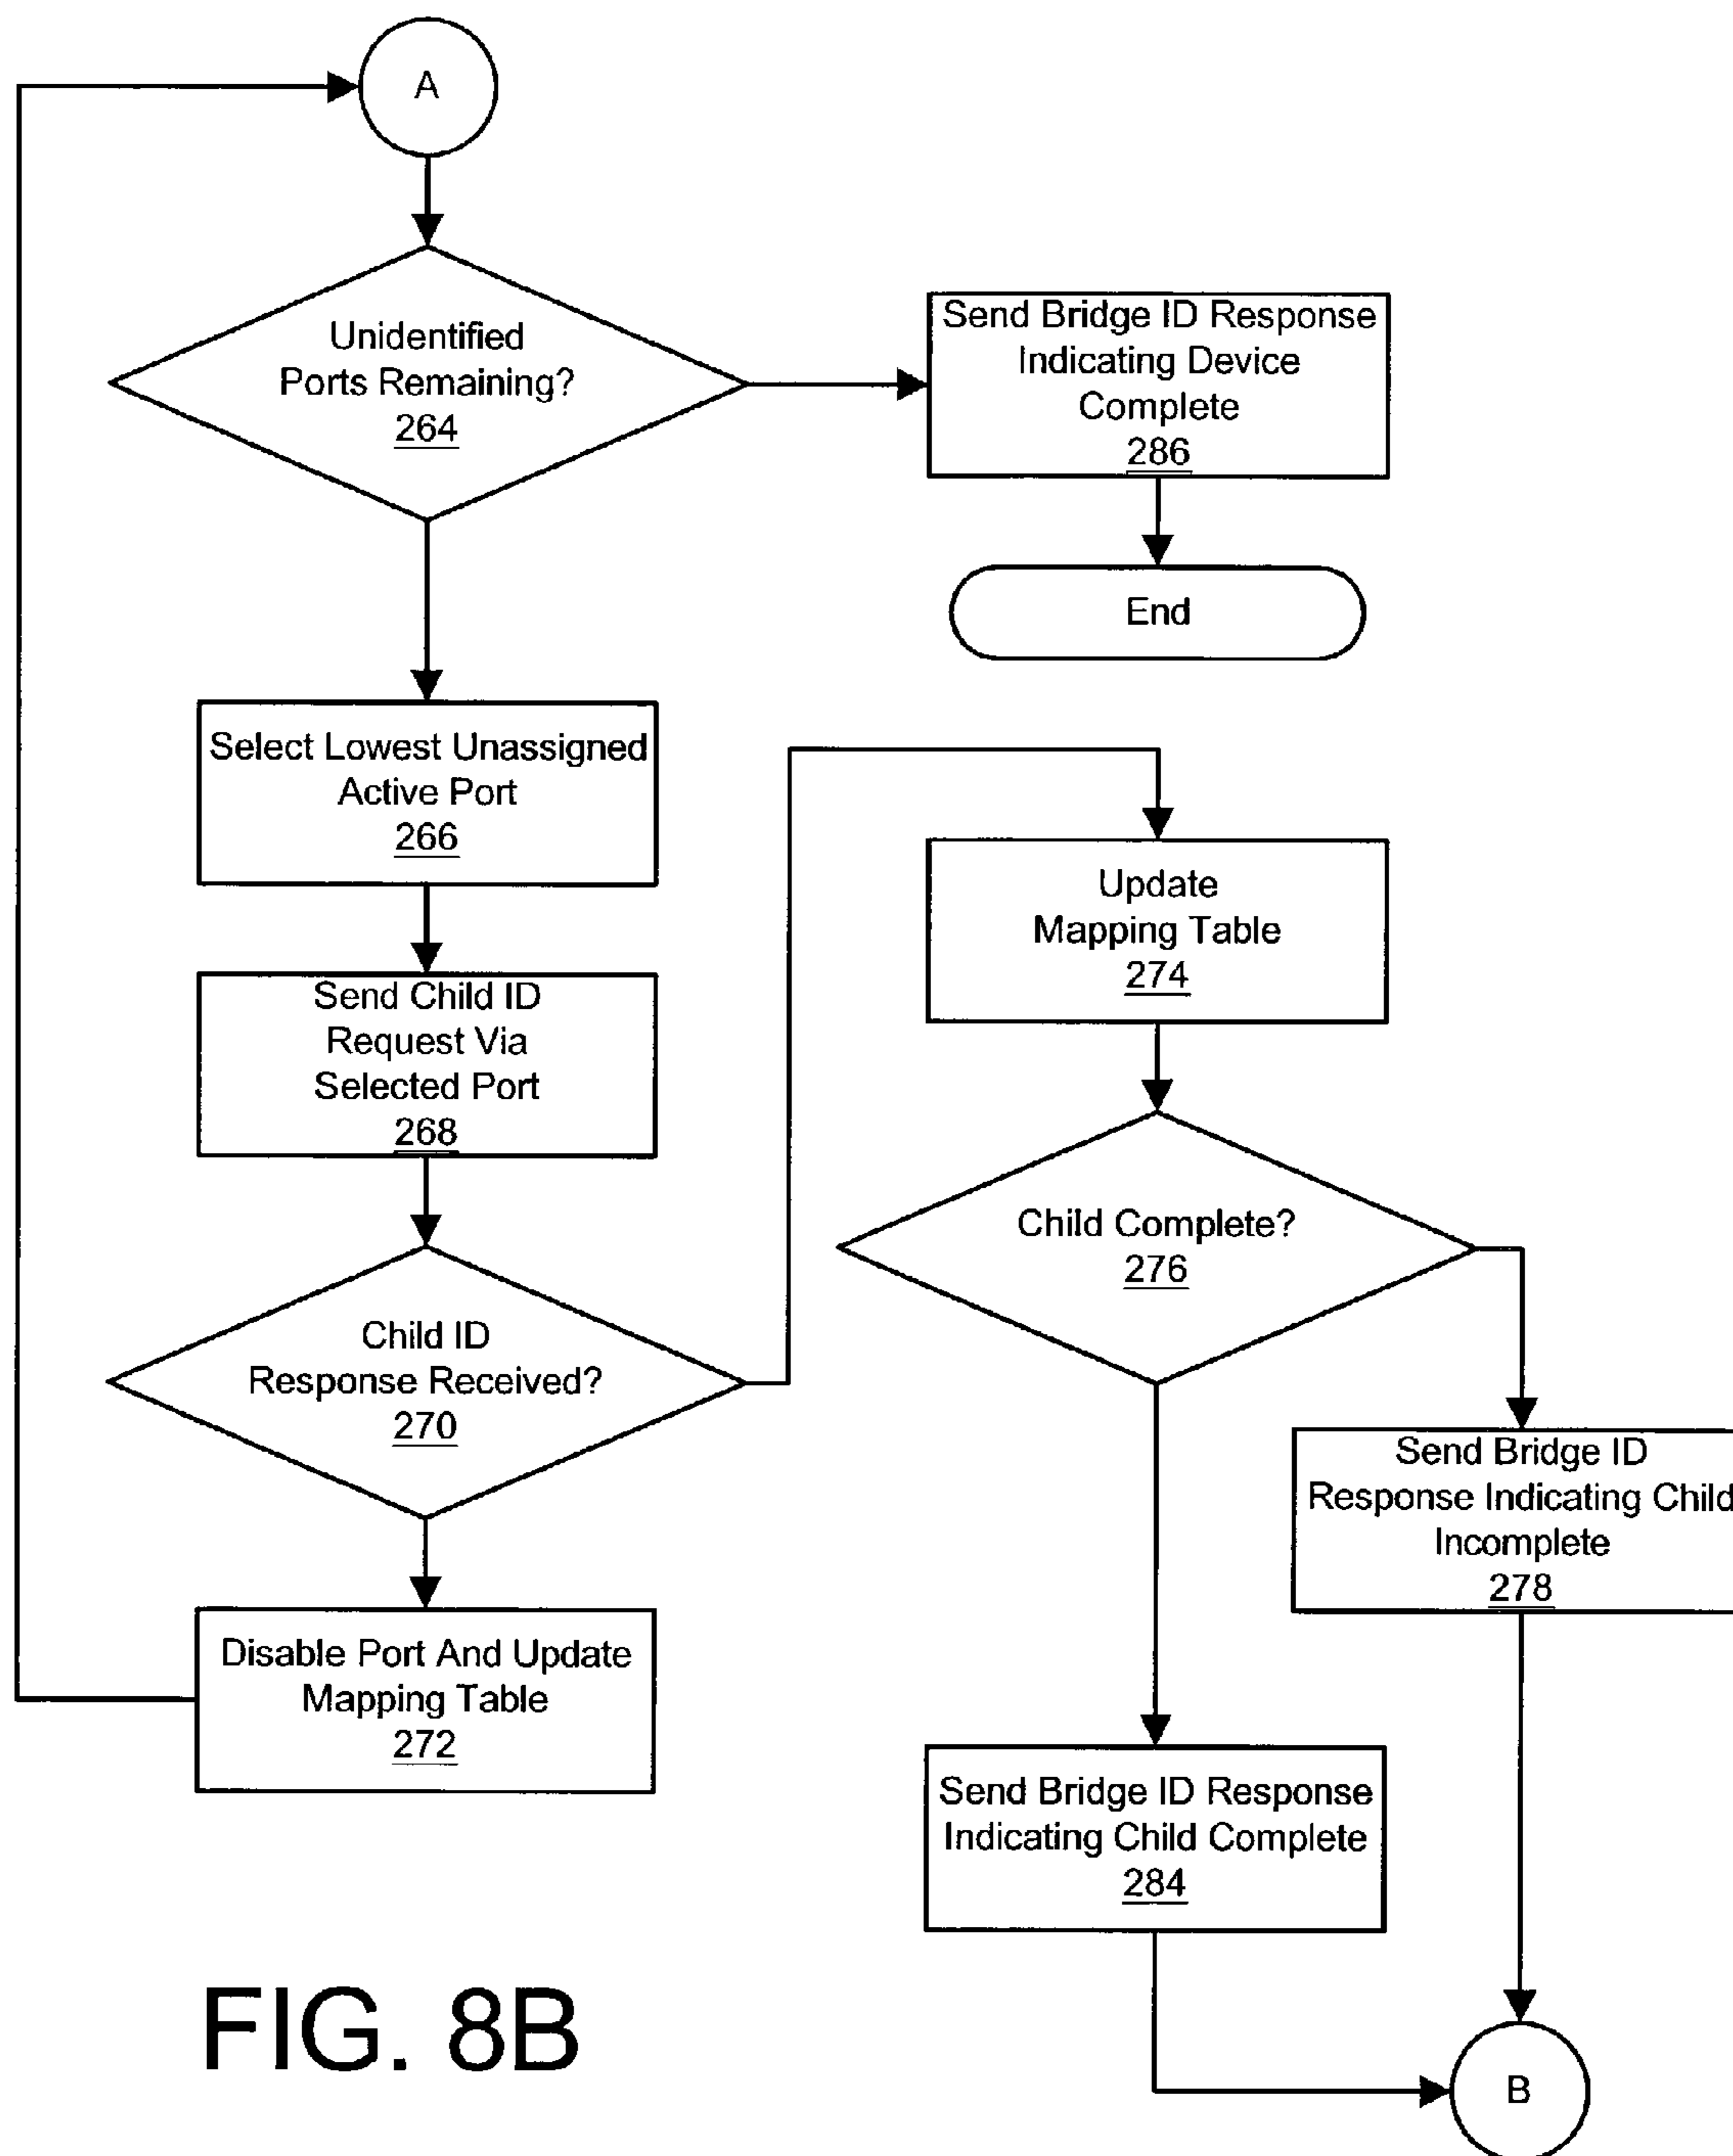 A
Unidentified
Ports Remaining?
264
Send Bridge ID Response
Indicating Device
Complete
286
End
Select Lowest Unassigned
Active Port
266
Send Child ID
Request Via
Selected Port
268
Child ID
Response Received?
270
Disable Port And Update
Mapping Table
272
Update
Mapping Table
274
Child Complete?
276
Send Bridge ID
Response Indicating Child
Incomplete
278
Send Bridge ID Response
Indicating Child Complete
284
B
FIG. 8B